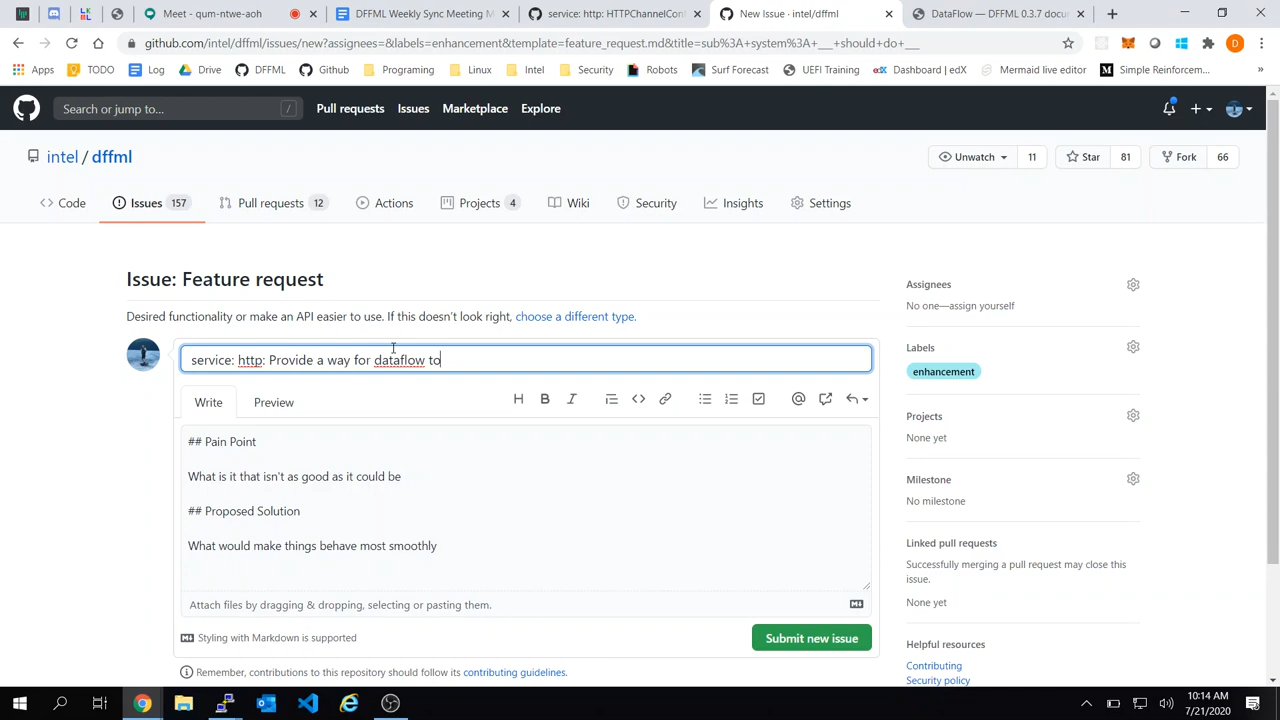 Meet - qum-ntwe-aoh
DFFML Weekly Sync Meeting M
service: http: HTTPChannelConf
New Issue · intel/dffml
DataFlow — DFFML 0.3.7 docu
github.com/intel/dffml/issues/new?assignees=&labels=enhancement&template=feature_request.md&title=sub%3A+system%3A+___+should+do+___
D
Apps
TODO
Log
Drive
DFFML
Github
Programing
Linux
Intel
Security
Robots
Surf Forecast
UEFI Training
Dashboard | edX
Mermaid live editor
Simple Reinforcem...
Search or jump to...
/
Pull requests
Issues
Marketplace
Explore
intel / dffml
Unwatch
11
Star
81
Fork
66
Code
Issues 157
Pull requests 12
Actions
Projects 4
Wiki
Security
Insights
Settings
Issue: Feature request
Desired functionality or make an API easier to use. If this doesn't look right, choose a different type.
service: http: Provide a way for dataflow to
Write
Preview
## Pain Point
What is it that isn't as good as it could be
## Proposed Solution
What would make things behave most smoothly
Attach files by dragging & dropping, selecting or pasting them.
Styling with Markdown is supported
Submit new issue
Remember, contributions to this repository should follow its contributing guidelines.
Assignees
No one—assign yourself
Labels
enhancement
Projects
None yet
Milestone
No milestone
Linked pull requests
Successfully merging a pull request may close this
issue.
None yet
Helpful resources
Contributing
Security policy
10:14 AM
7/21/2020